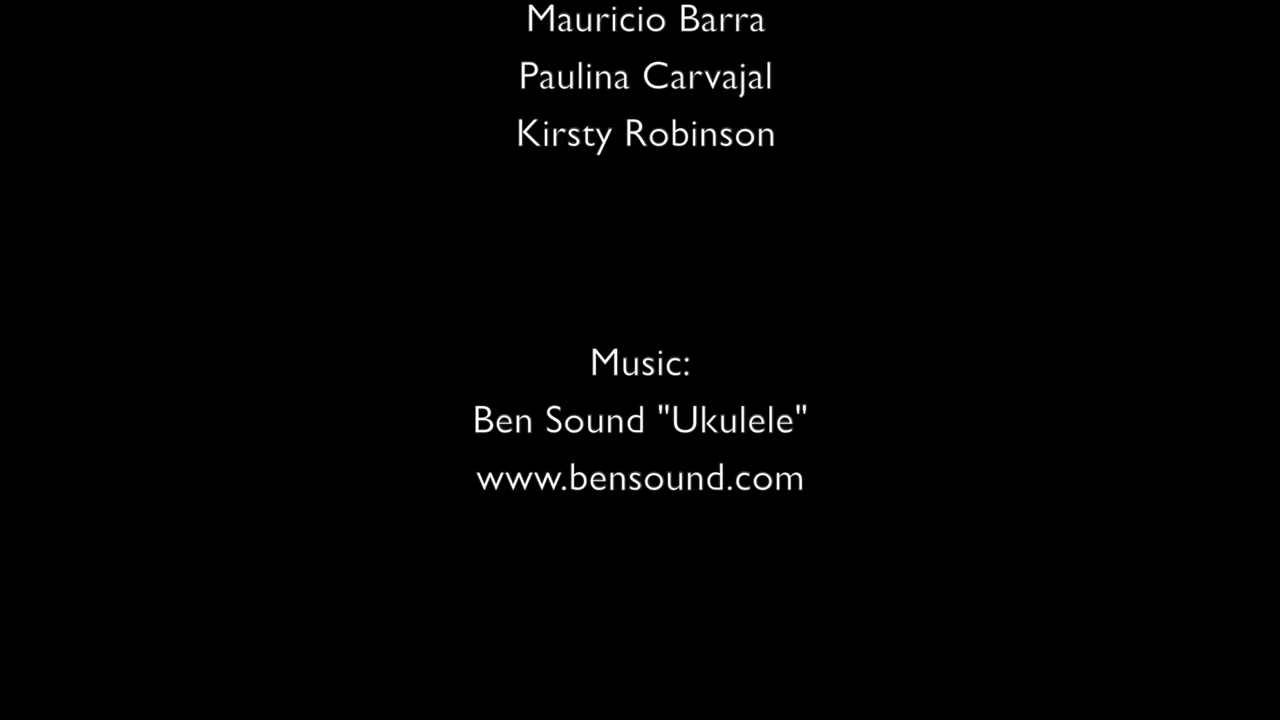 Mauricio Barra
Paulina Carvajal
Kirsty Robinson
Music:
Ben Sound "Ukulele"
www.bensound.com